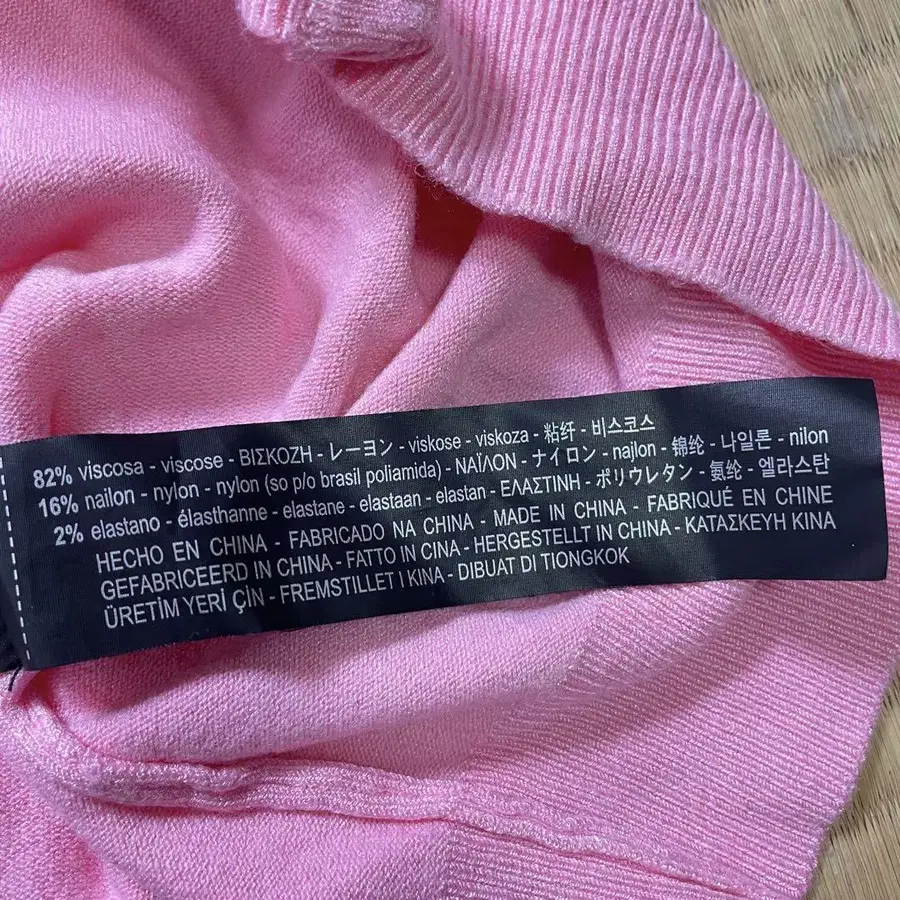 82% viscosa - viscose - ΒΙΣΚΟΖΗ - レーヨン - viskose - viskoza - 粘纤 - 비스코스
16% nailon - nylon - nylon (so p/o brasil poliamida) - ΝΑΪΛΟΝ - ナイロン - najlon - 锦纶 - 나일론 - nilon
2% elastano - élasthanne - elastane - elastaan - elastan - ΕΛΑΣΤΙΝΗ - ポリウレタン - 氨纶 - 엘라스탄
HECHO EN CHINA - FABRICADO NA CHINA - MADE IN CHINA - FABRIQUÉ EN CHINE
GEFABRICEERD IN CHINA - FATTO IN CINA - HERGESTELLT IN CHINA - ΚΑΤΑΣΚΕΥΗ ΚΙΝΑ
ÜRETİM YERİ ÇİN - FREMSTILLET I KINA - DIBUAT DI TIONGKOK